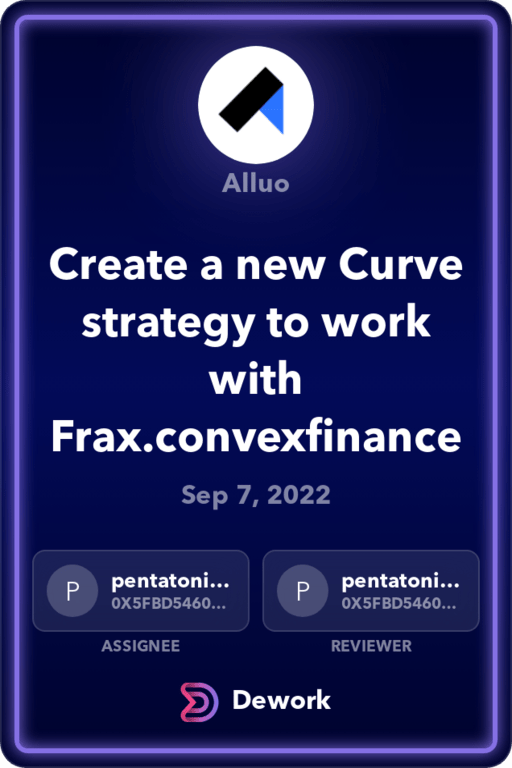 Alluo
Create a new Curve
strategy to work
with
Frax.convexfinance
Sep 7, 2022
P
pentatoni...
0X5FBD5460...
P
pentatoni...
0X5FBD5460...
ASSIGNEE
REVIEWER
Dework